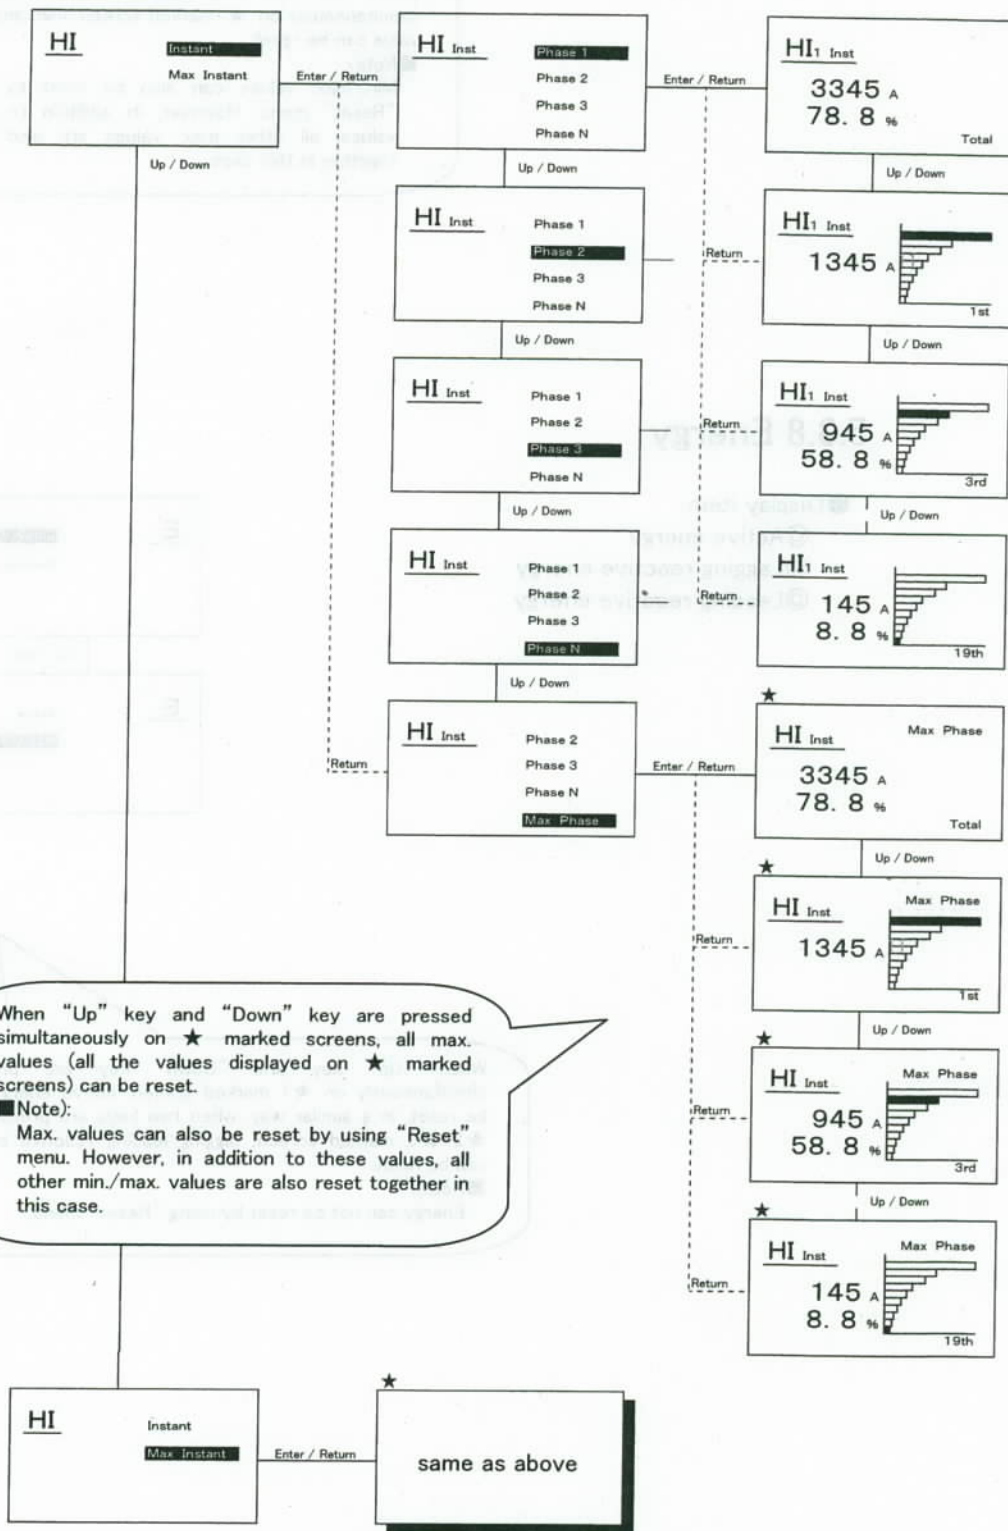 HI
Instant
Max Instant
Enter / Return
Up / Down
HI Inst
Phase 1
Phase 2
Phase 3
Phase N
Enter / Return
Up / Down
HI1 Inst
3345 A
78. 8 %
Total
Up / Down
HI Inst
Phase 1
Phase 2
Phase 3
Phase N
Up / Down
Return
HI1 Inst
1345 A
1st
Up / Down
HI Inst
Phase 1
Phase 2
Phase 3
Phase N
Up / Down
Return
HI1 Inst
945 A
58. 8 %
3rd
Up / Down
HI Inst
Phase 1
Phase 2
Phase 3
Phase N
Up / Down
Return
HI1 Inst
145 A
8. 8 %
19th
Return
HI Inst
Phase 2
Phase 3
Phase N
Max Phase
Enter / Return
★
HI Inst
Max Phase
3345 A
78. 8 %
Total
Up / Down
Return
★
HI Inst
Max Phase
1345 A
1st
Up / Down
★
HI Inst
Max Phase
945 A
58. 8 %
3rd
Up / Down
Return
★
HI Inst
Max Phase
145 A
8. 8 %
19th
When “Up” key and “Down” key are pressed
simultaneously on ★ marked screens, all max.
values (all the values displayed on ★ marked
screens) can be reset.
■Note):
Max. values can also be reset by using “Reset”
menu. However, in addition to these values, all
other min./max. values are also reset together in
this case.
HI
Instant
Max Instant
Enter / Return
★
same as above